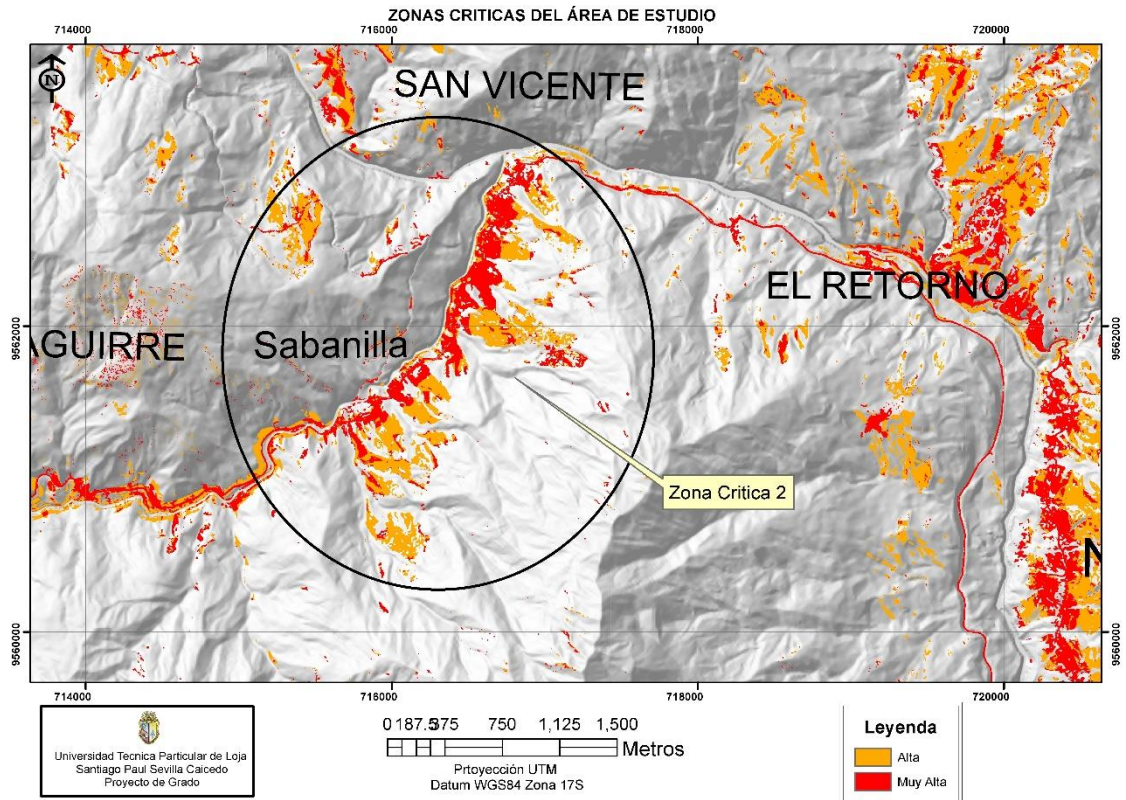 ZONAS CRITICAS DEL ÁREA DE ESTUDIO
714000
716000
718000
720000
N
SAN VICENTE
EL RETORNO
9562000
9562000
AGUIRRE
Sabanilla
Zona Critica 2
N
9560000
9560000
714000
716000
718000
720000
Universidad Tecnica Particular de Loja
Santiago Paul Sevilla Caicedo
Proyecto de Grado
0 187.5 375 750 1,125 1,500
Metros
Prtoyección UTM
Datum WGS84 Zona 17S
Leyenda
Alta
Muy Alta